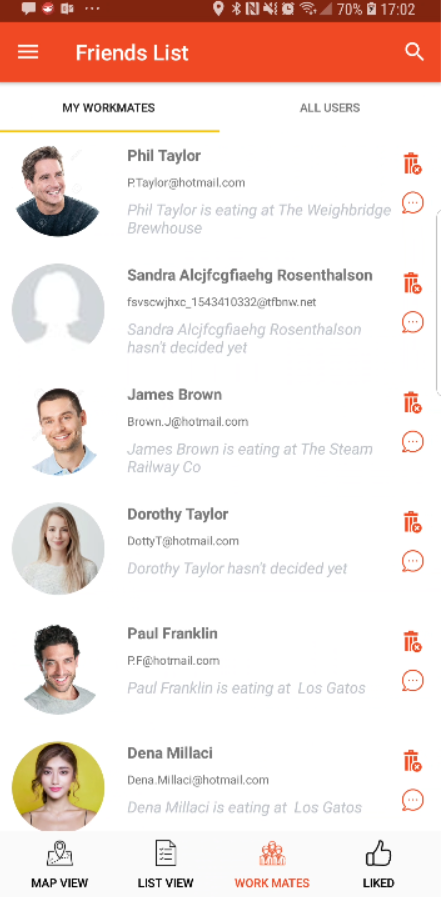 70% 17:02
Friends List
MY WORKMATES ALL USERS
Phil Taylor
P.Taylor@hotmail.com
Phil Taylor is eating at The Weighbridge
Brewhouse
Sandra Alcjfcgfiaehg Rosenthalson
fsvscwjhxc_1543410332@tfbnw.net
Sandra Alcjfcgfiaehg Rosenthalson
hasn't decided yet
James Brown
Brown.J@hotmail.com
James Brown is eating at The Steam
Railway Co
Dorothy Taylor
DottyT@hotmail.com
Dorothy Taylor hasn't decided yet
Paul Franklin
P.F@hotmail.com
Paul Franklin is eating at Los Gatos
Dena Millaci
Dena.Millaci@hotmail.com
Dena Millaci is eating at Los Gatos
MAP VIEW LIST VIEW WORK MATES LIKED